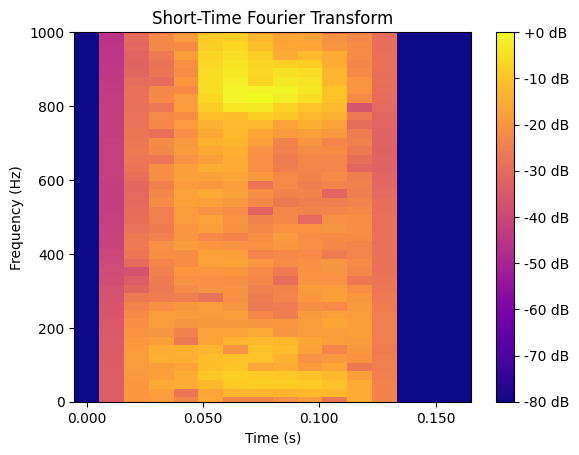 Short-Time Fourier Transform
1000
800
600
400
200
0
Frequency (Hz)
0.000
0.050
0.100
0.150
Time (s)
+0 dB
-10 dB
-20 dB
-30 dB
-40 dB
-50 dB
-60 dB
-70 dB
-80 dB